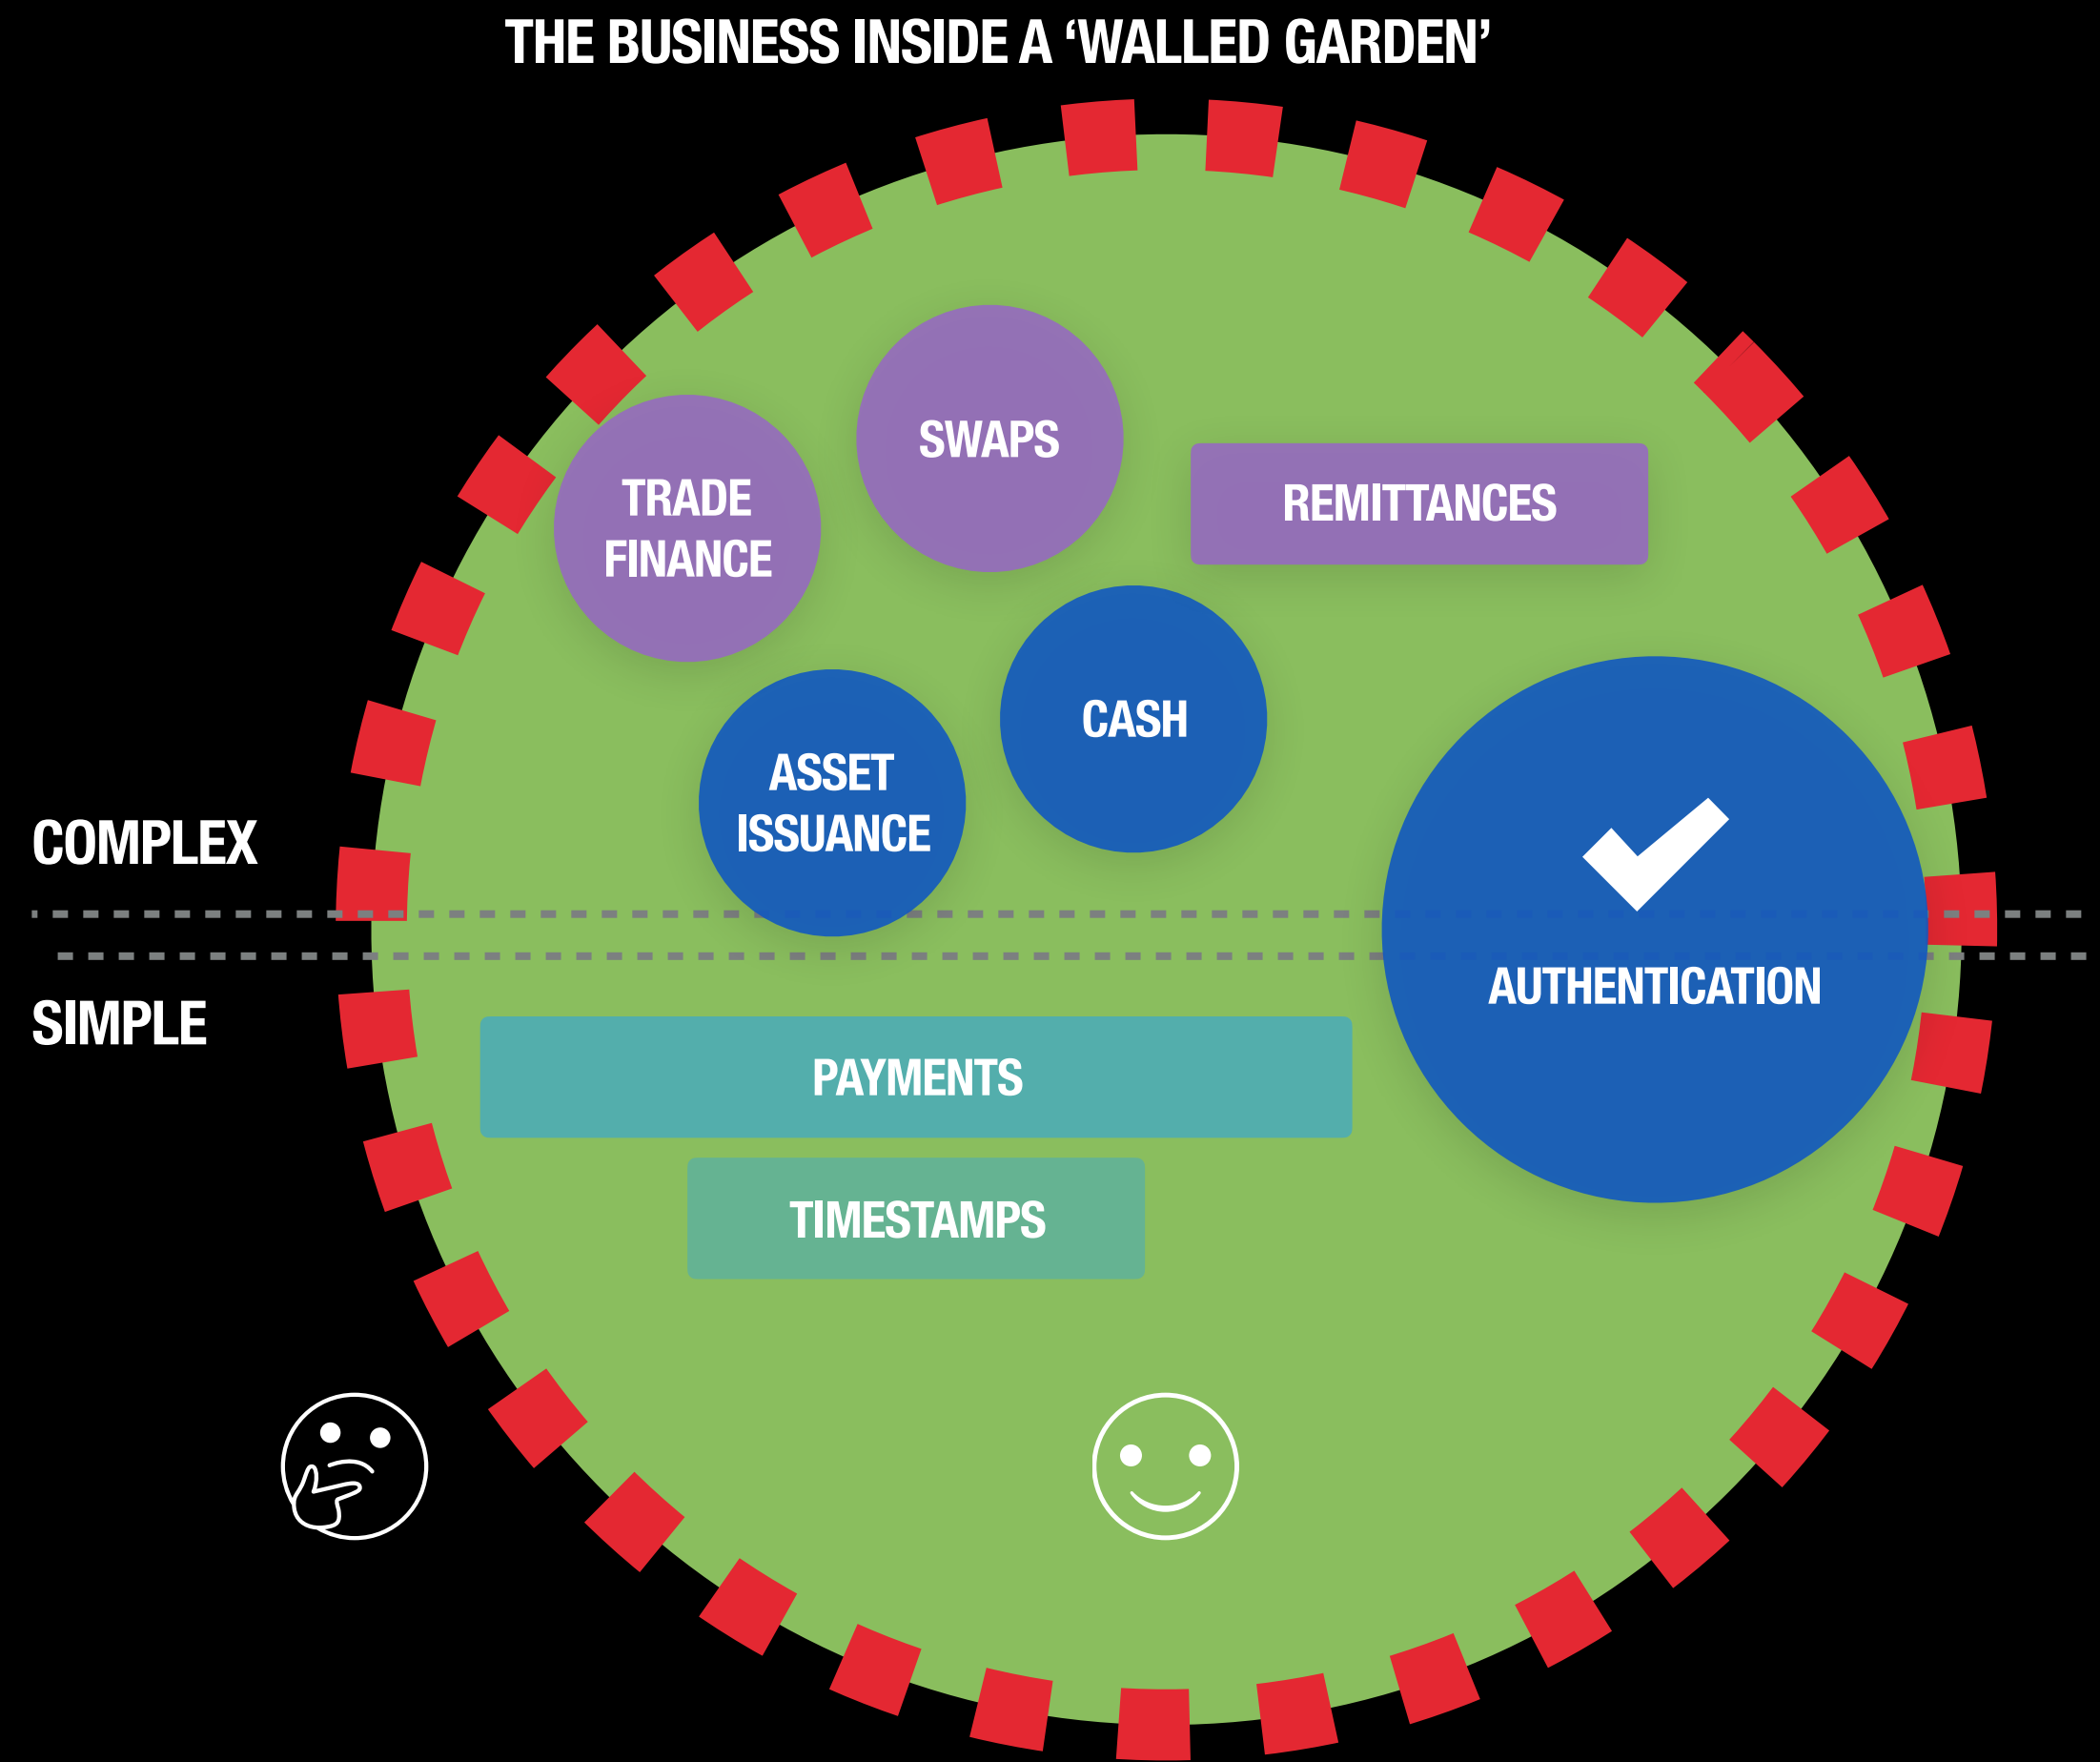 THE BUSINESS INSIDE A ‘WALLED GARDEN’
SWAPS
TRADE
FINANCE
REMITTANCES
CASH
ASSET
ISSUANCE
COMPLEX
AUTHENTICATION
SIMPLE
PAYMENTS
TIMESTAMPS